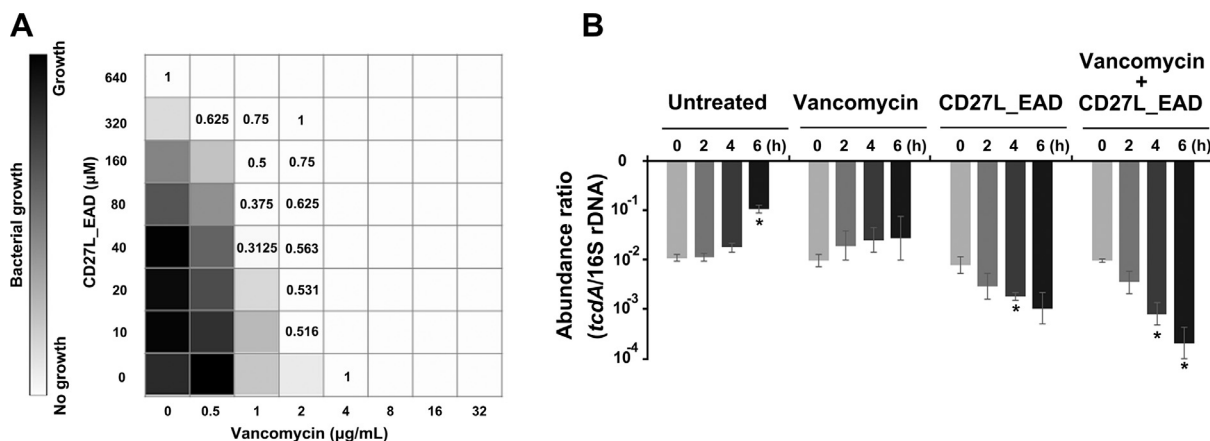 A
Growth
Bacterial growth
No growth
CD27L_EAD (µM)
640 1
320 0.625 0.75 1
160 0.5 0.75
80 0.375 0.625
40 0.3125 0.563
20 0.531
10 0.516
0 1
0 0.5 1 2 4 8 16 32
Vancomycin (µg/mL)
B
Vancomycin
+
Untreated Vancomycin CD27L_EAD CD27L_EAD
0 2 4 6 (h) 0 2 4 6 (h) 0 2 4 6 (h) 0 2 4 6 (h)
Abundance ratio
(tcdA/16S rDNA)
0
10-1
*
10-2
10-3
* *
10-4
*